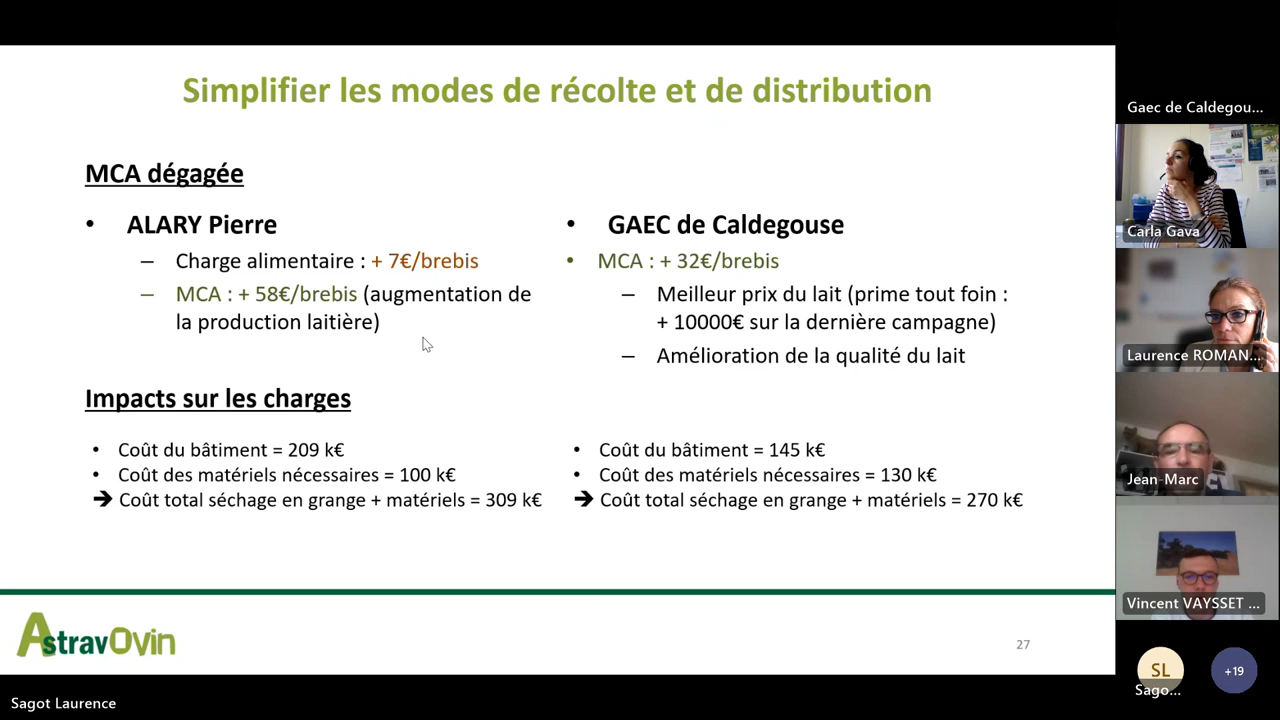 Simplifier les modes de récolte et de distribution
MCA dégagée
• ALARY Pierre
– Charge alimentaire : + 7€/brebis
– MCA : + 58€/brebis (augmentation de
la production laitière)
• GAEC de Caldegouse
• MCA : + 32€/brebis
– Meilleur prix du lait (prime tout foin :
+ 10000€ sur la dernière campagne)
– Amélioration de la qualité du lait
Impacts sur les charges
• Coût du bâtiment = 209 k€
• Coût des matériels nécessaires = 100 k€
➔ Coût total séchage en grange + matériels = 309 k€
• Coût du bâtiment = 145 k€
• Coût des matériels nécessaires = 130 k€
➔ Coût total séchage en grange + matériels = 270 k€
AstravOvin
27
Sagot Laurence
Gaec de Caldegou...
Carla Gava
Laurence ROMAN...
Jean-Marc
Vincent VAYSSET ...
SL
Sago...
+19